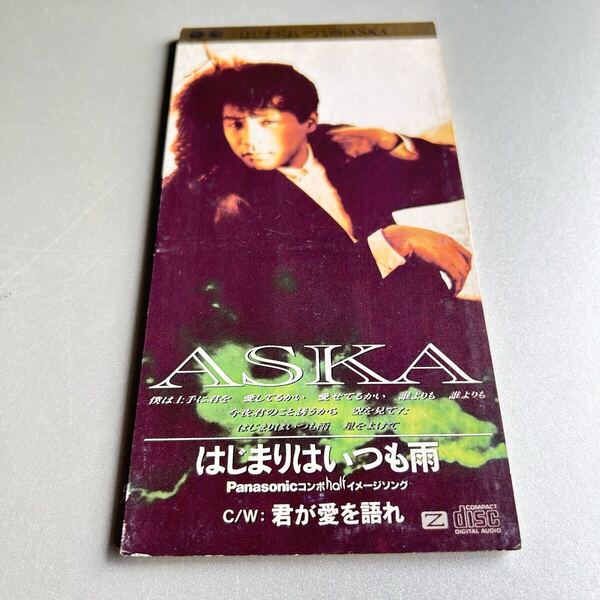 はじまりはいつも雨 ASKA
ASKA
僕は上手に君を 愛してるかい 愛せてるかい 誰よりも 誰よりも
今夜君のこと誘うから 空を見てた
はじまりはいつも雨 星をよけて
はじまりはいつも雨
Panasonicコンポhalfイメージソング
C/W: 君が愛を語れ
Z
COMPACT
disc
DIGITAL AUDIO